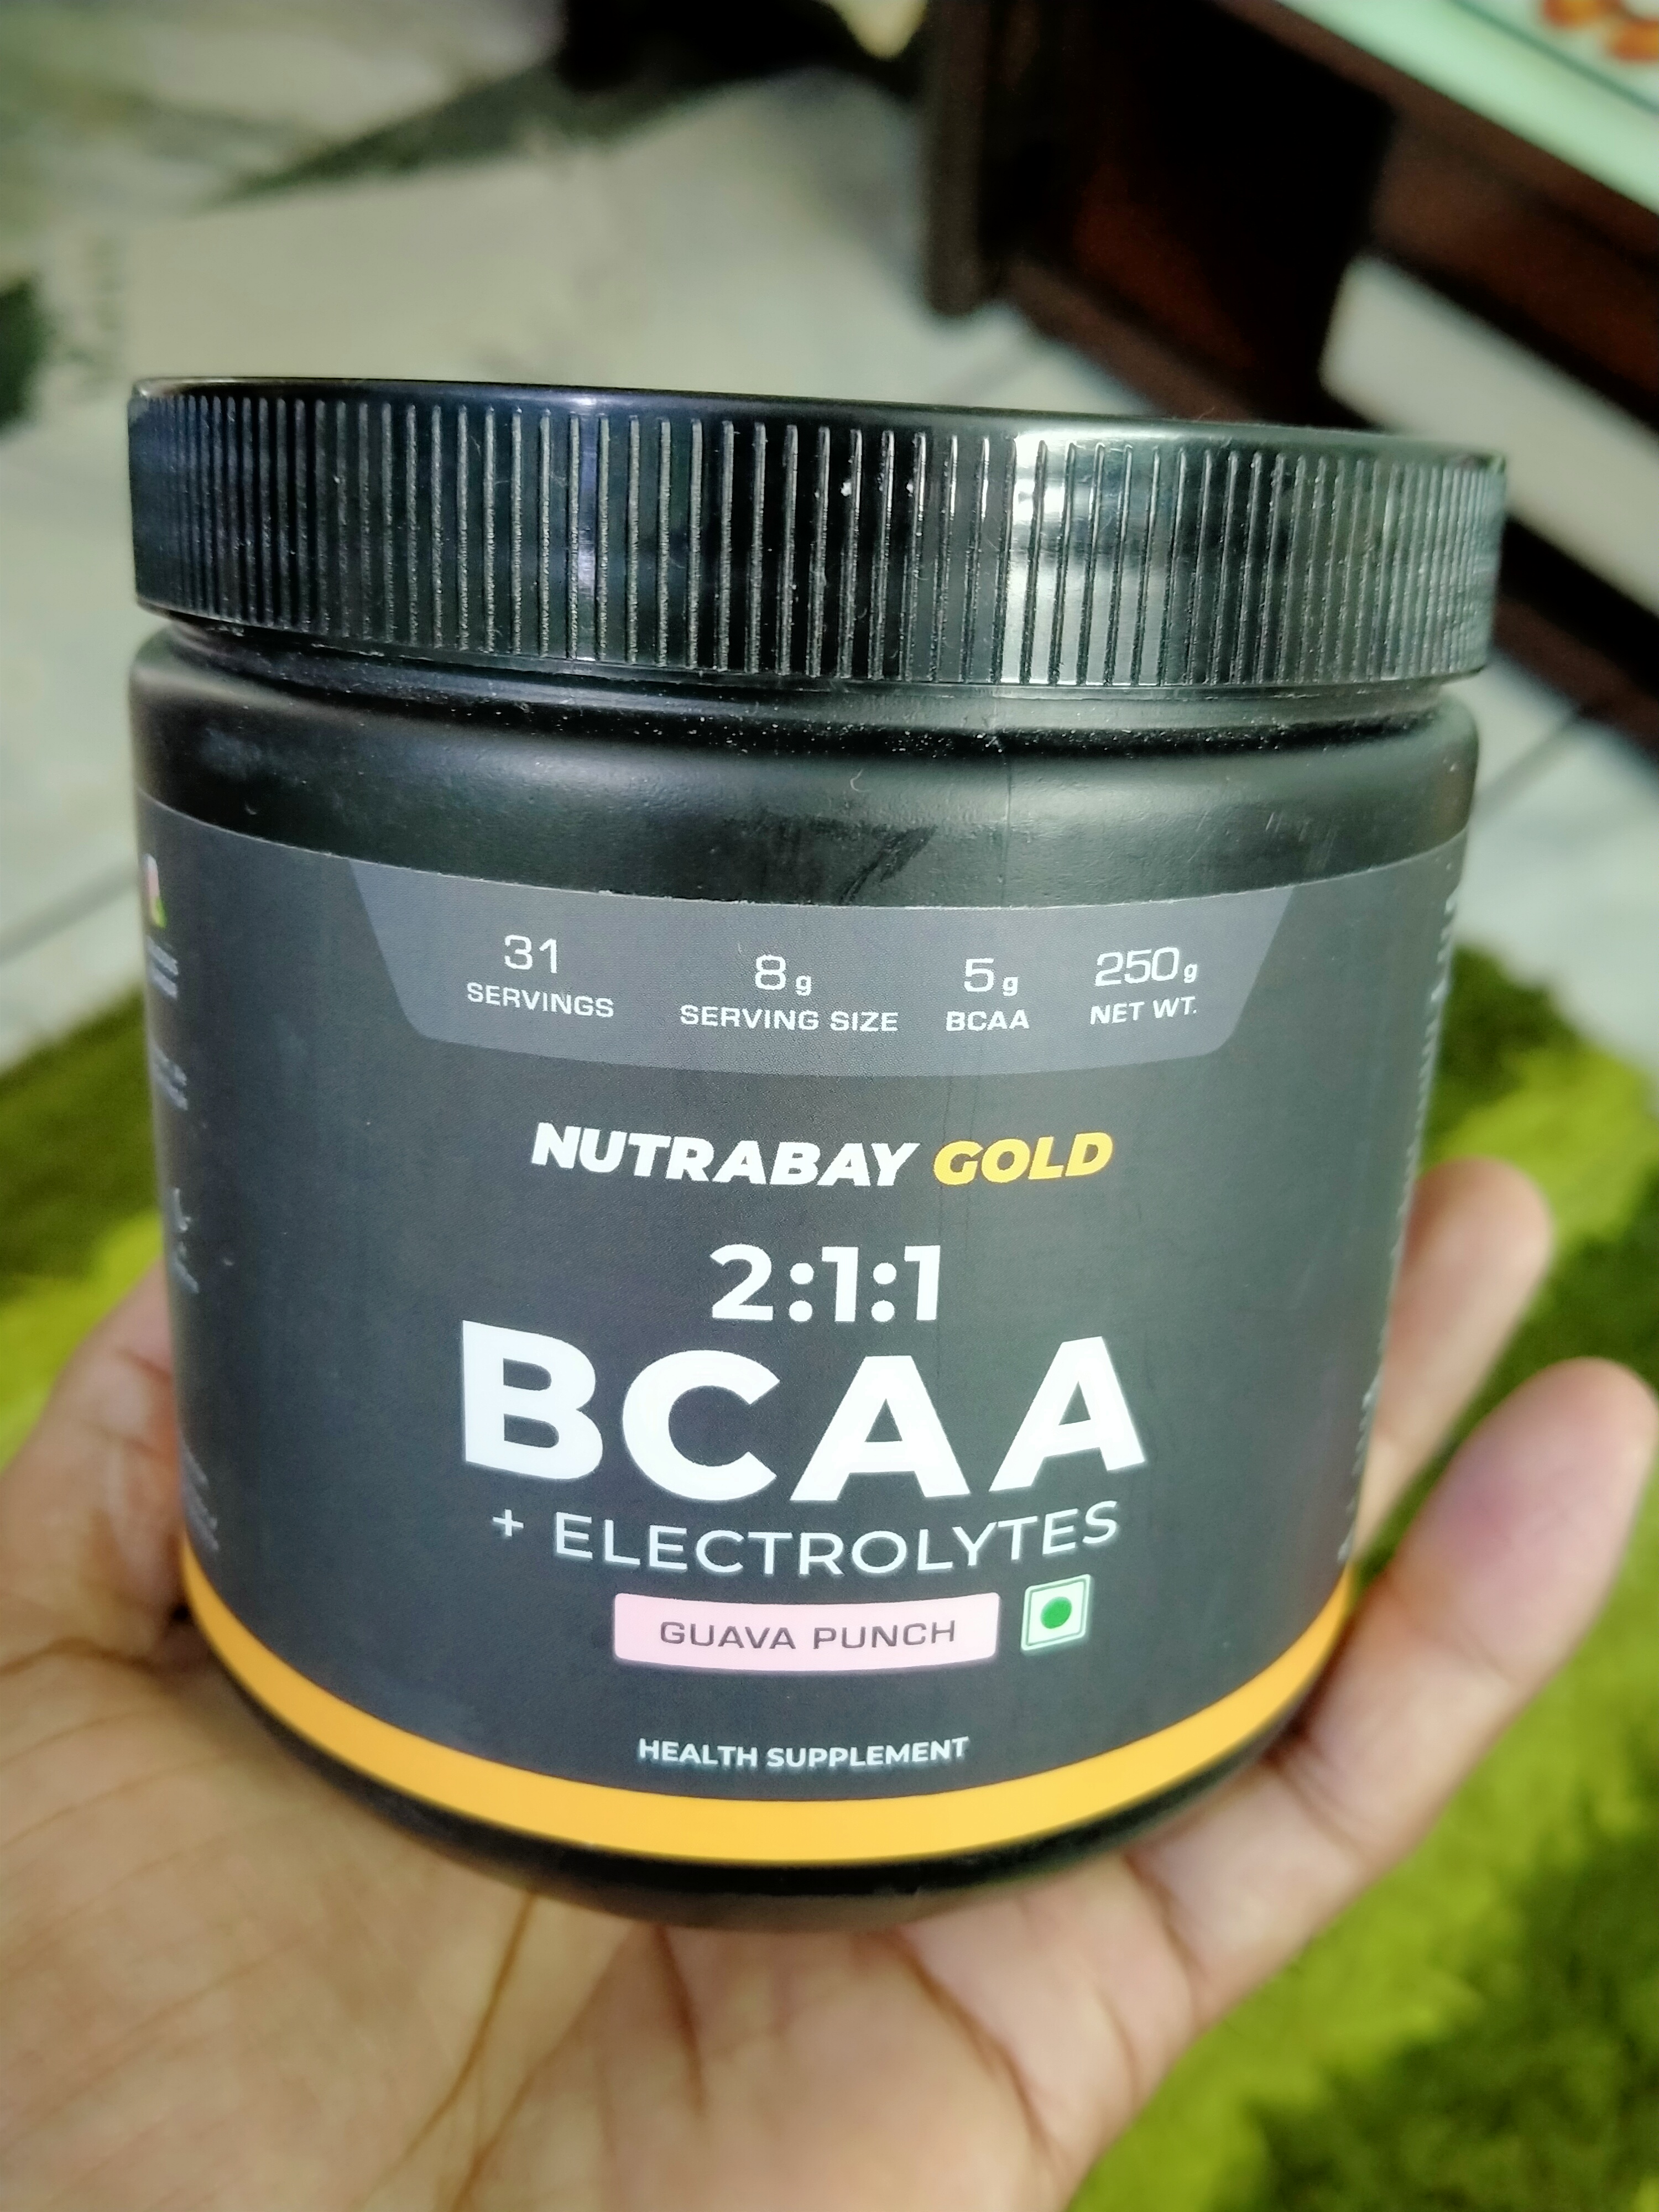 31 8g 5g 250g
SERVINGS SERVING SIZE BCAA NET WT.
NUTRABAY GOLD
2:1:1
BCAA
+ ELECTROLYTES
GUAVA PUNCH
HEALTH SUPPLEMENT